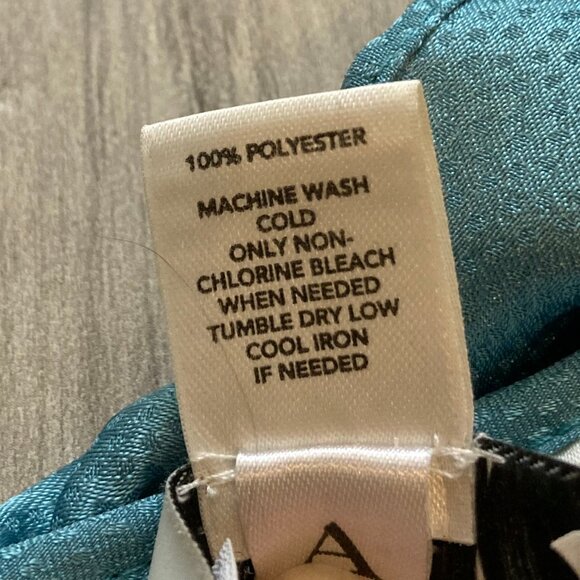 100% POLYESTER
MACHINE WASH
COLD
ONLY NON-
CHLORINE BLEACH
WHEN NEEDED
TUMBLE DRY LOW
COOL IRON
IF NEEDED
A